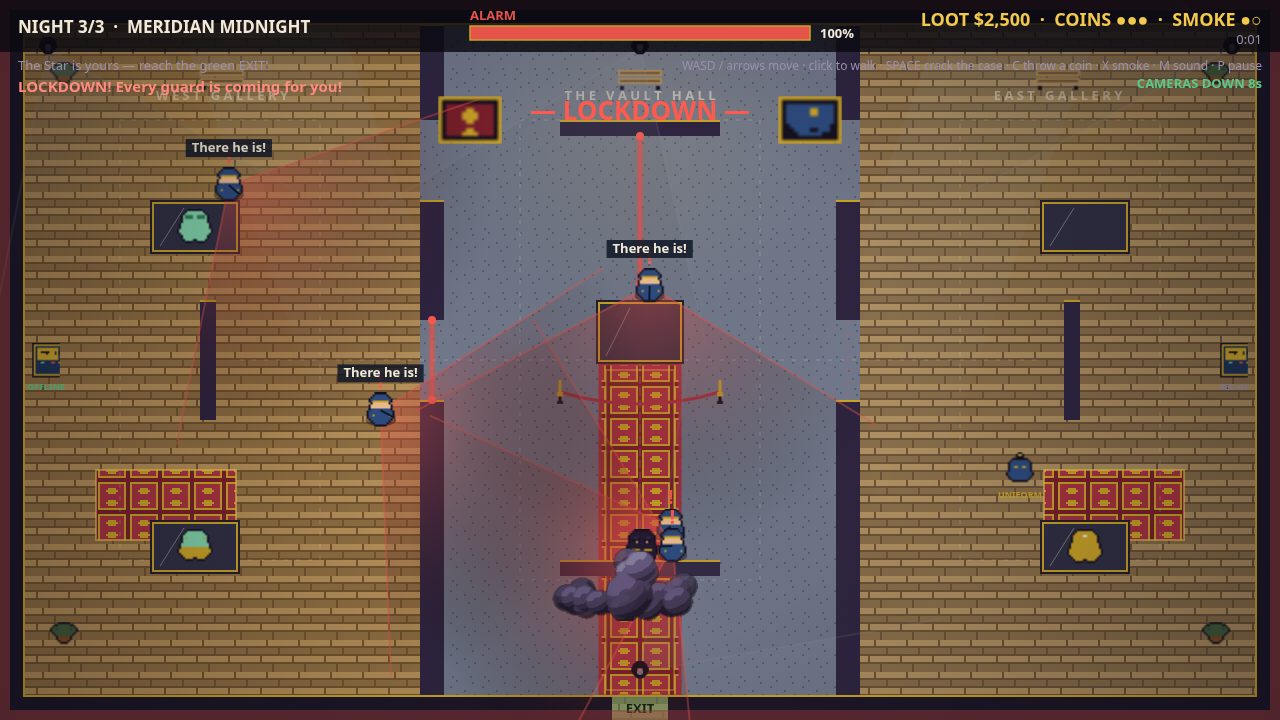 NIGHT 3/3 · MERIDIAN MIDNIGHT
ALARM
100%
LOOT $2,500 · COINS ●●● · SMOKE ●○
0:01
The Star is yours — reach the green EXIT!
WASD / arrows move · click to walk · SPACE crack the case · C throw a coin · X smoke · M sound · P pause
LOCKDOWN! Every guard is coming for you!
CAMERAS DOWN 8s
WEST GALLERY
THE VAULT HALL
EAST GALLERY
— LOCKDOWN —
There he is!
There he is!
There he is!
OFFLINE
UNIFORM
EXIT